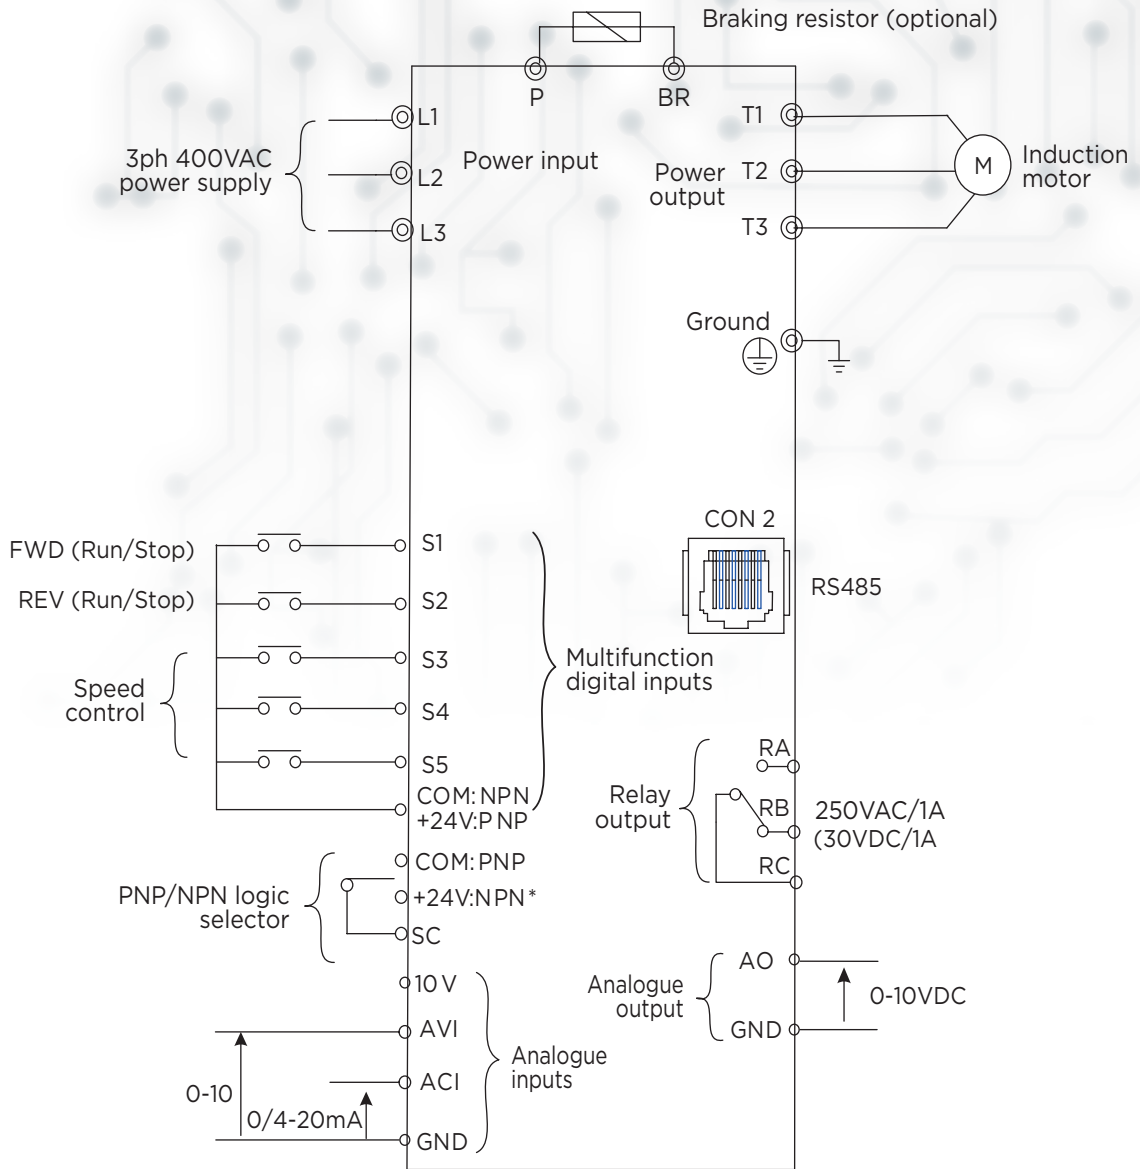 Braking resistor (optional)
P
BR
L1
T1
3ph 400VAC
power supply
Power input
L2
Power
output
T2
M
Induction
motor
L3
T3
Ground
CON 2
RS485
FWD (Run/Stop)
S1
REV (Run/Stop)
S2
S3
Speed
control
S4
S5
Multifunction
digital inputs
COM:NPN
+24V:PNP
RA
Relay
output
RB
250VAC/1A
(30VDC/1A
RC
COM:PNP
PNP/NPN logic
selector
+24V:NPN*
SC
10V
AVI
Analogue
inputs
ACI
0-10
0/4-20mA
GND
AO
Analogue
output
0-10VDC
GND